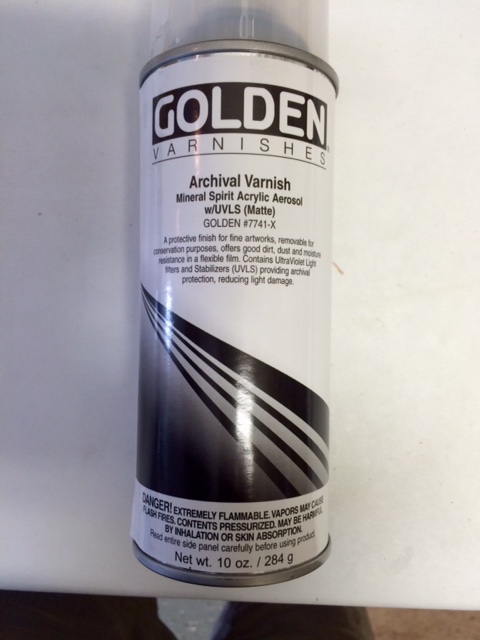 GOLDEN®
VARNISHES
Archival Varnish
Mineral Spirit Acrylic Aerosol
w/UVLS (Matte)
GOLDEN #7741-X
A protective finish for fine artworks, removable for
conservation purposes, offers good dirt, dust and moisture
resistance in a flexible film. Contains UltraViolet Light
filters and Stabilizers (UVLS) providing archival
protection, reducing light damage.
DANGER! EXTREMELY FLAMMABLE. VAPORS MAY CAUSE
FLASH FIRES. CONTENTS PRESSURIZED. MAY BE HARMFUL
BY INHALATION OR SKIN ABSORPTION.
Read entire side panel carefully before using product.
Net wt. 10 oz. / 284 g